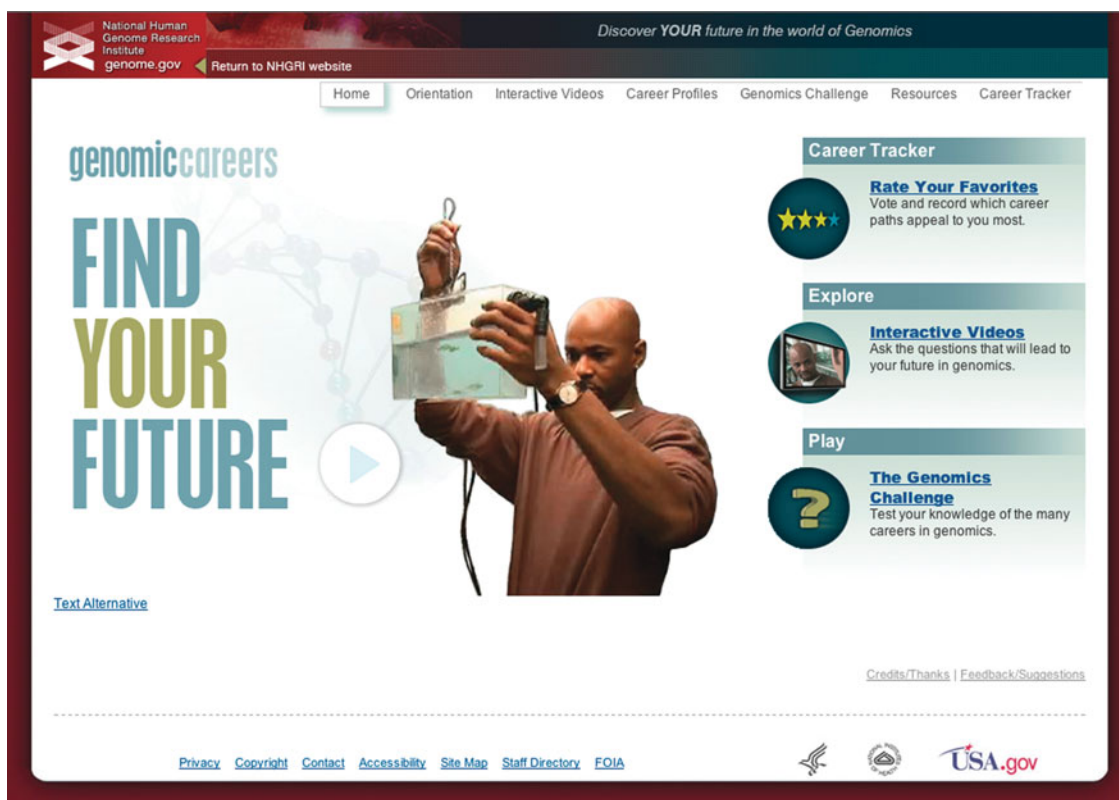 National Human
Genome Research
Institute
genome.gov
Return to NHGRI website
Discover YOUR future in the world of Genomics
Home Orientation Interactive Videos Career Profiles Genomics Challenge Resources Career Tracker
genomiccareers
FIND
YOUR
FUTURE
Text Alternative
Career Tracker
Rate Your Favorites
Vote and record which career
paths appeal to you most.
Explore
Interactive Videos
Ask the questions that will lead to
your future in genomics.
Play
?
The Genomics
Challenge
Test your knowledge of the many
careers in genomics.
Credits/Thanks | Feedback/Suggestions
Privacy Copyright Contact Accessibility Site Map Staff Directory FOIA
USA.gov